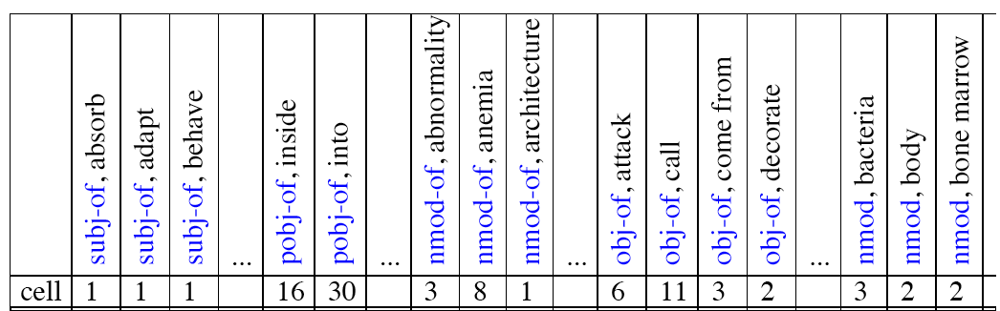 subj-of, absorb
subj-of, adapt
subj-of, behave
...
pobj-of, inside
pobj-of, into
...
nmod-of, abnormality
nmod-of, anemia
nmod-of, architecture
...
obj-of, attack
obj-of, call
obj-of, come from
obj-of, decorate
...
nmod, bacteria
nmod, body
nmod, bone marrow
cell 1 1 1 16 30 3 8 1 6 11 3 2 3 2 2